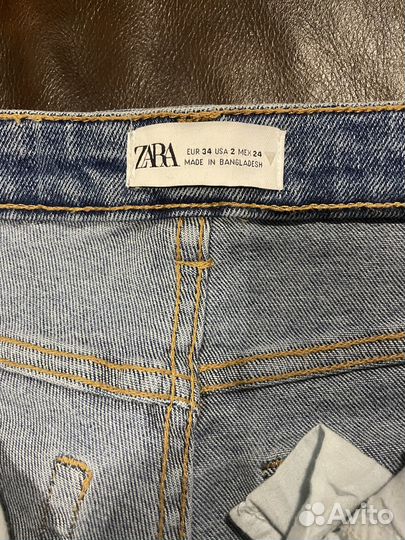 ZARA
EUR 34 USA 2 MEX 24
MADE IN BANGLADESH
Avito